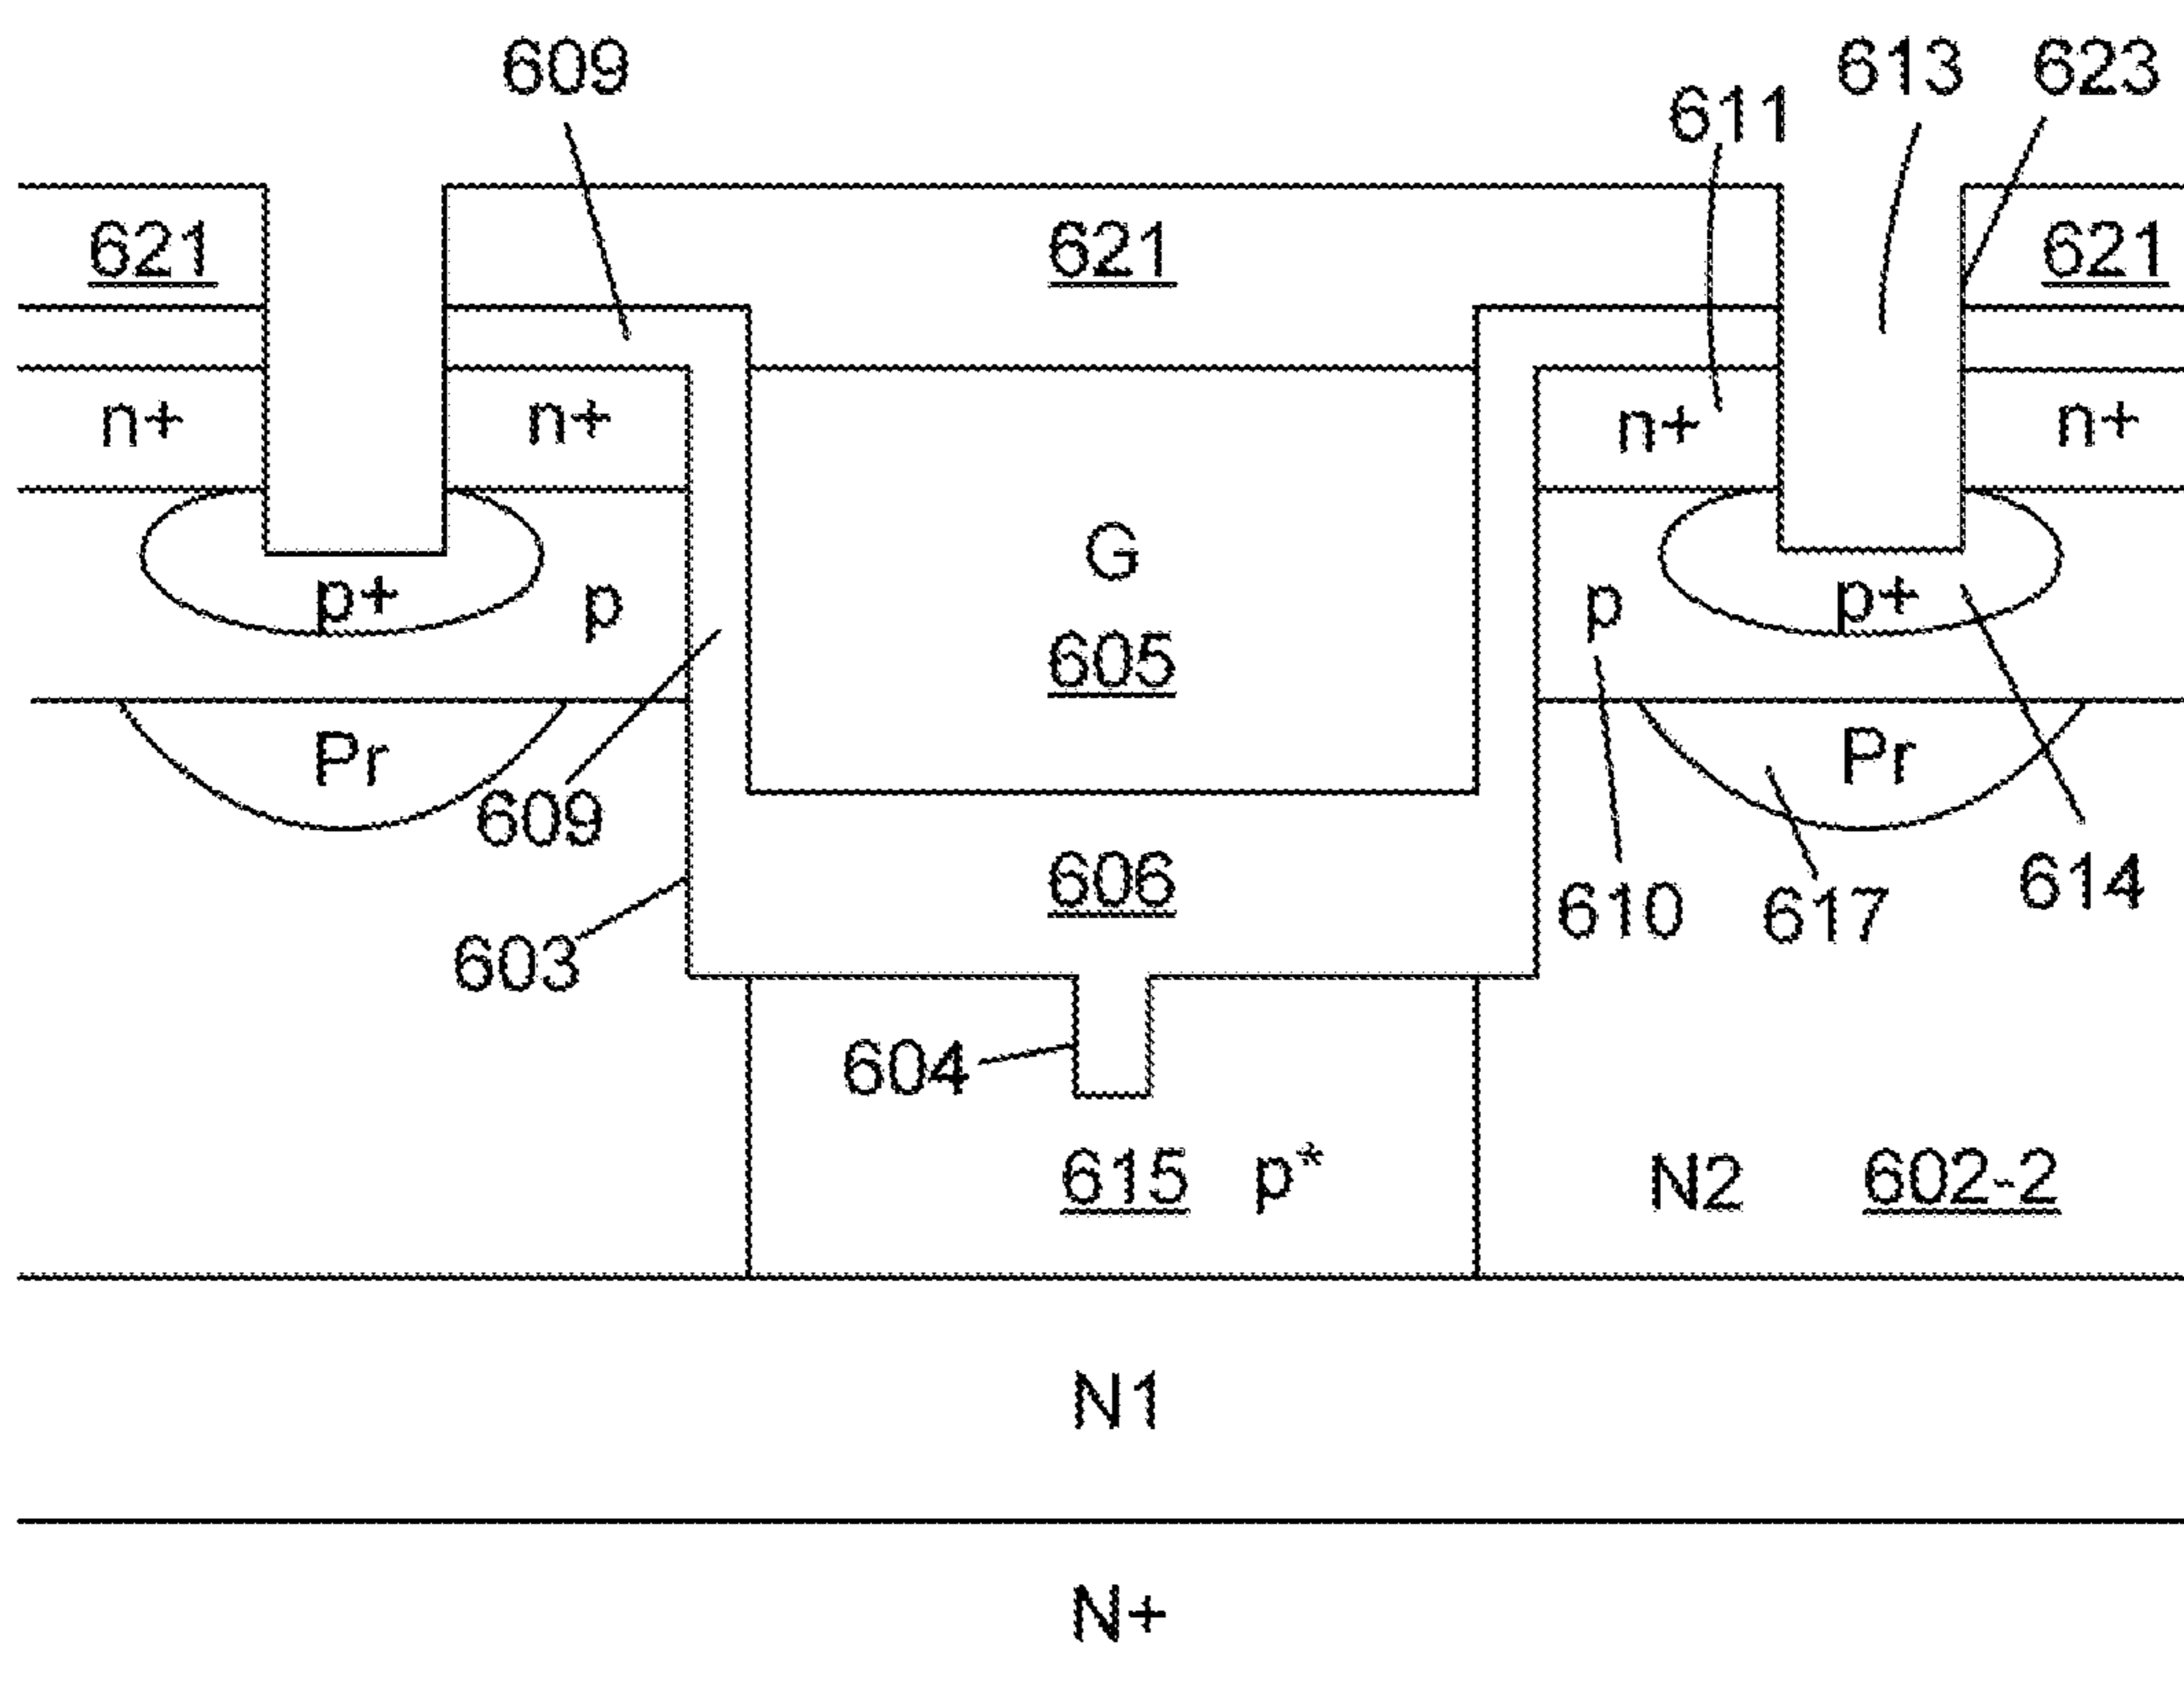 609 613 623
611
621 621 621
n+ n+ n+ n+
G
p+ p p p+
605
Pr Pr
609 606 614
603 610 617
604
615 p* N2 602-2
N1
N+